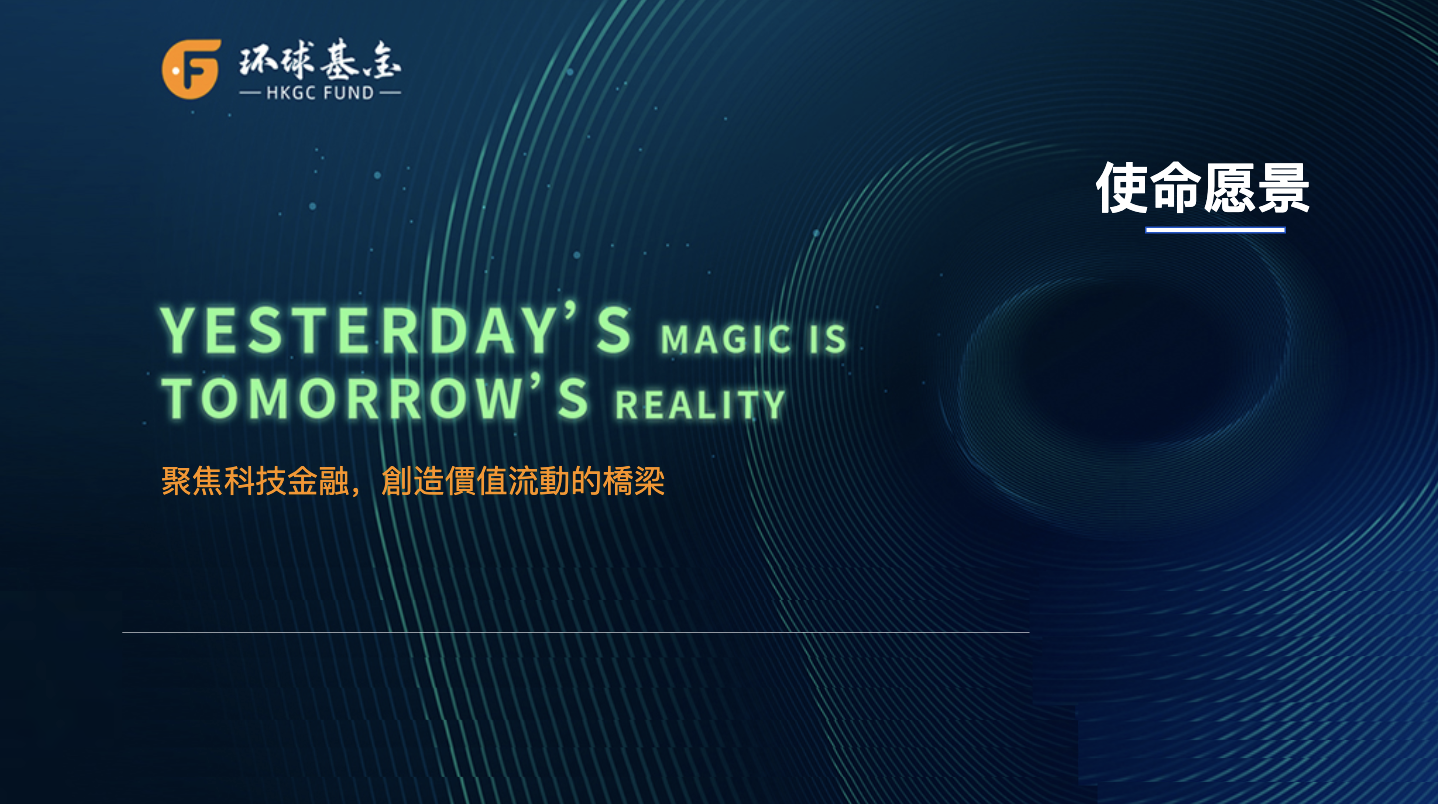 环球基金
HKGC FUND
使命愿景
YESTERDAY’S MAGIC IS
TOMORROW’S REALITY
聚焦科技金融，創造價值流動的橋梁